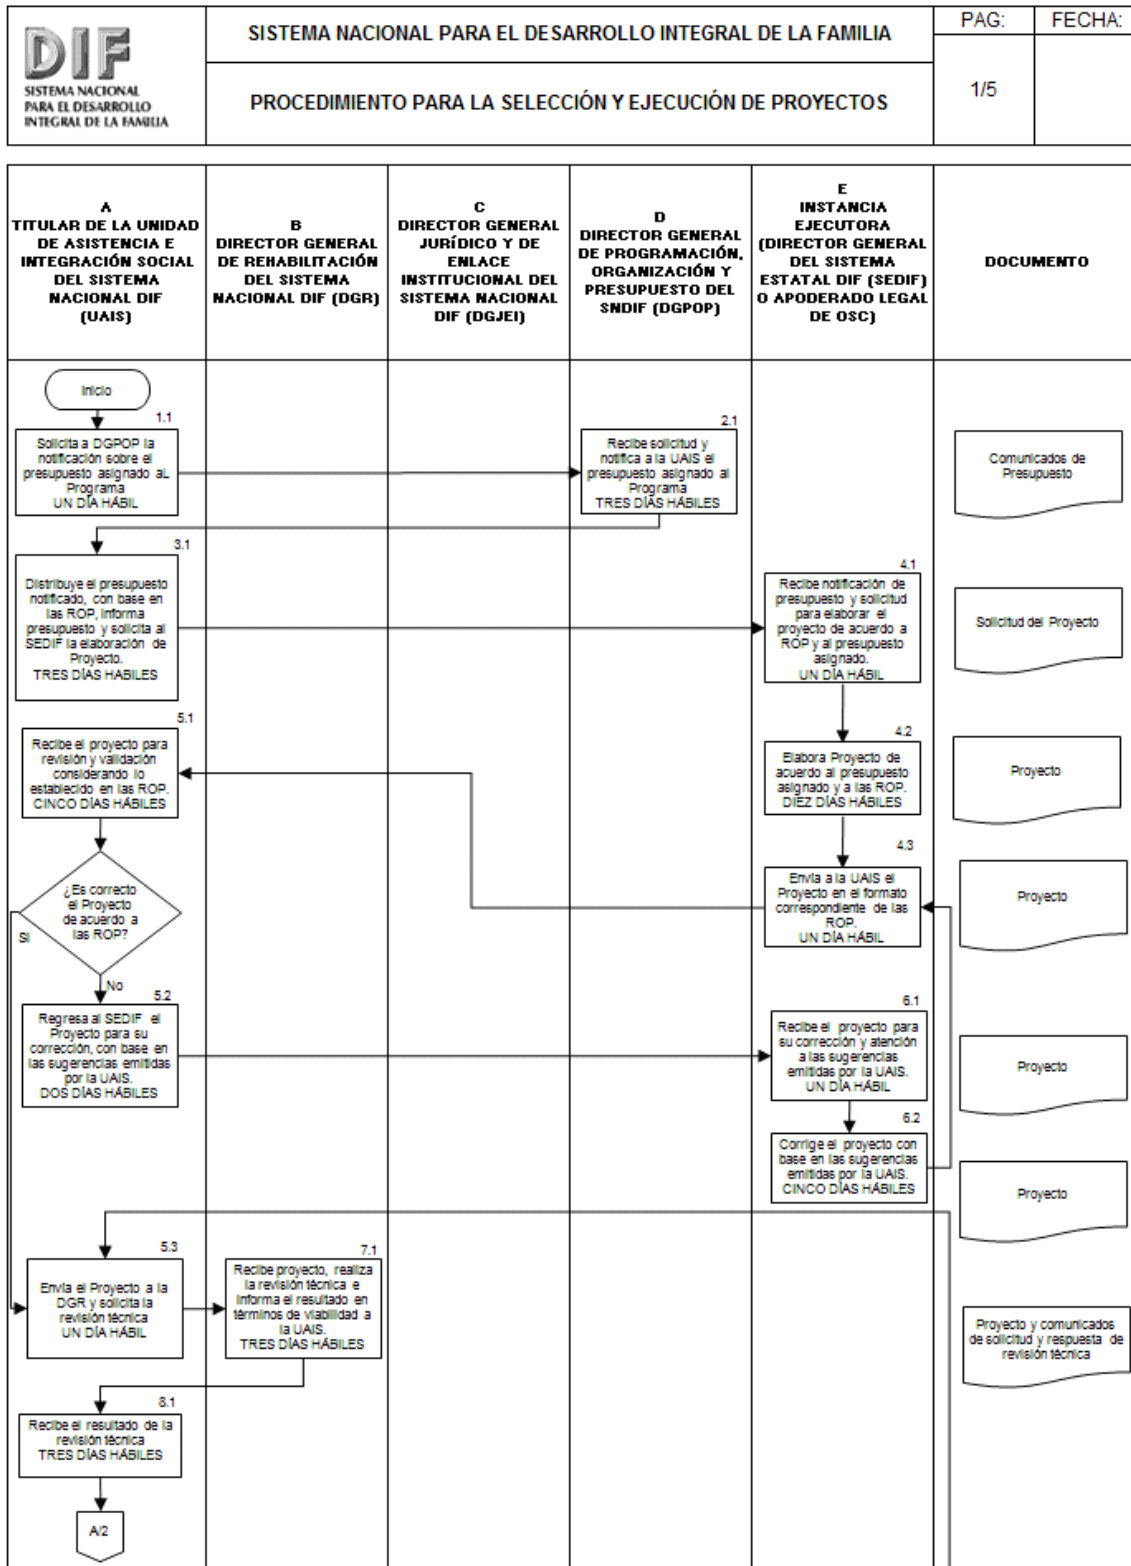 DIF
SISTEMA NACIONAL
PARA EL DESARROLLO
INTEGRAL DE LA FAMILIA
SISTEMA NACIONAL PARA EL DESARROLLO INTEGRAL DE LA FAMILIA
PROCEDIMIENTO PARA LA SELECCIÓN Y EJECUCIÓN DE PROYECTOS
PAG:
1/5
FECHA:
A
TITULAR DE LA UNIDAD
DE ASISTENCIA E
INTEGRACIÓN SOCIAL
DEL SISTEMA
NACIONAL DIF
(UAIS)
B
DIRECTOR GENERAL
DE REHABILITACIÓN
DEL SISTEMA
NACIONAL DIF (DGR)
C
DIRECTOR GENERAL
JURÍDICO Y DE
ENLACE
INSTITUCIONAL DEL
SISTEMA NACIONAL
DIF (DGJEI)
D
DIRECTOR GENERAL
DE PROGRAMACIÓN,
ORGANIZACIÓN Y
PRESUPUESTO DEL
SNDIF (DGPOP)
E
INSTANCIA
EJECUTORA
(DIRECTOR GENERAL
DEL SISTEMA
ESTATAL DIF (SEDIF)
O APODERADO LEGAL
DE OSC)
DOCUMENTO
Inicio
1.1
Solicita a DGPOP la
notificación sobre el
presupuesto asignado aL
Programa
UN DÍA HÁBIL
2.1
Recibe solicitud y
notifica a la UAIS el
presupuesto asignado al
Programa
TRES DÍAS HÁBILES
Comunicados de
Presupuesto
3.1
Distribuye el presupuesto
notificado, con base en
las ROP, informa
presupuesto y solicita al
SEDIF la elaboración de
Proyecto.
TRES DÍAS HABILES
4.1
Recibe notificación de
presupuesto y solicitud
para elaborar el
proyecto de acuerdo a
ROP y al presupuesto
asignado.
UN DÍA HÁBIL
Solicitud del Proyecto
5.1
Recibe el proyecto para
revisión y validación
considerando lo
establecido en las ROP.
CINCO DÍAS HÁBILES
4.2
Elabora Proyecto de
acuerdo al presupuesto
asignado y a las ROP.
DIEZ DÍAS HÁBILES
Proyecto
¿Es correcto
el Proyecto
de acuerdo a
las ROP?
SI
No
4.3
Envía a la UAIS el
Proyecto en el formato
correspondiente de las
ROP.
UN DÍA HÁBIL
Proyecto
5.2
Regresa al SEDIF el
Proyecto para su
corrección, con base en
las sugerencias emitidas
por la UAIS.
DOS DÍAS HÁBILES
6.1
Recibe el proyecto para
su corrección y atención
a las sugerencias
emitidas por la UAIS.
UN DÍA HÁBIL
Proyecto
6.2
Corrige el proyecto con
base en las sugerencias
emitidas por la UAIS.
CINCO DÍAS HÁBILES
Proyecto
5.3
Envía el Proyecto a la
DGR y solicita la
revisión técnica
UN DÍA HÁBIL
7.1
Recibe proyecto, realiza
la revisión técnica e
informa el resultado en
términos de viabilidad a
la UAIS.
TRES DÍAS HÁBILES
Proyecto y comunicados
de solicitud y respuesta de
revisión técnica
8.1
Recibe el resultado de la
revisión técnica
TRES DÍAS HÁBILES
A/2